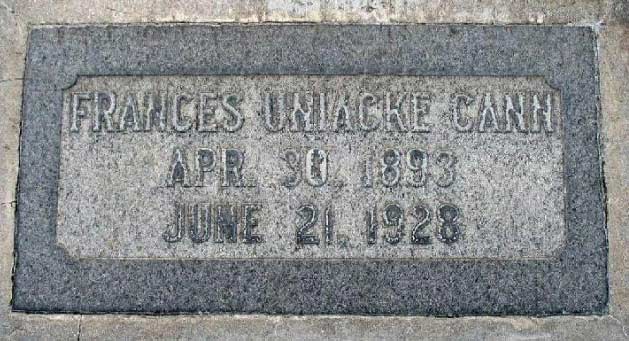 FRANCES UNIACKE CANN
APR. 30, 1893
JUNE 21, 1928